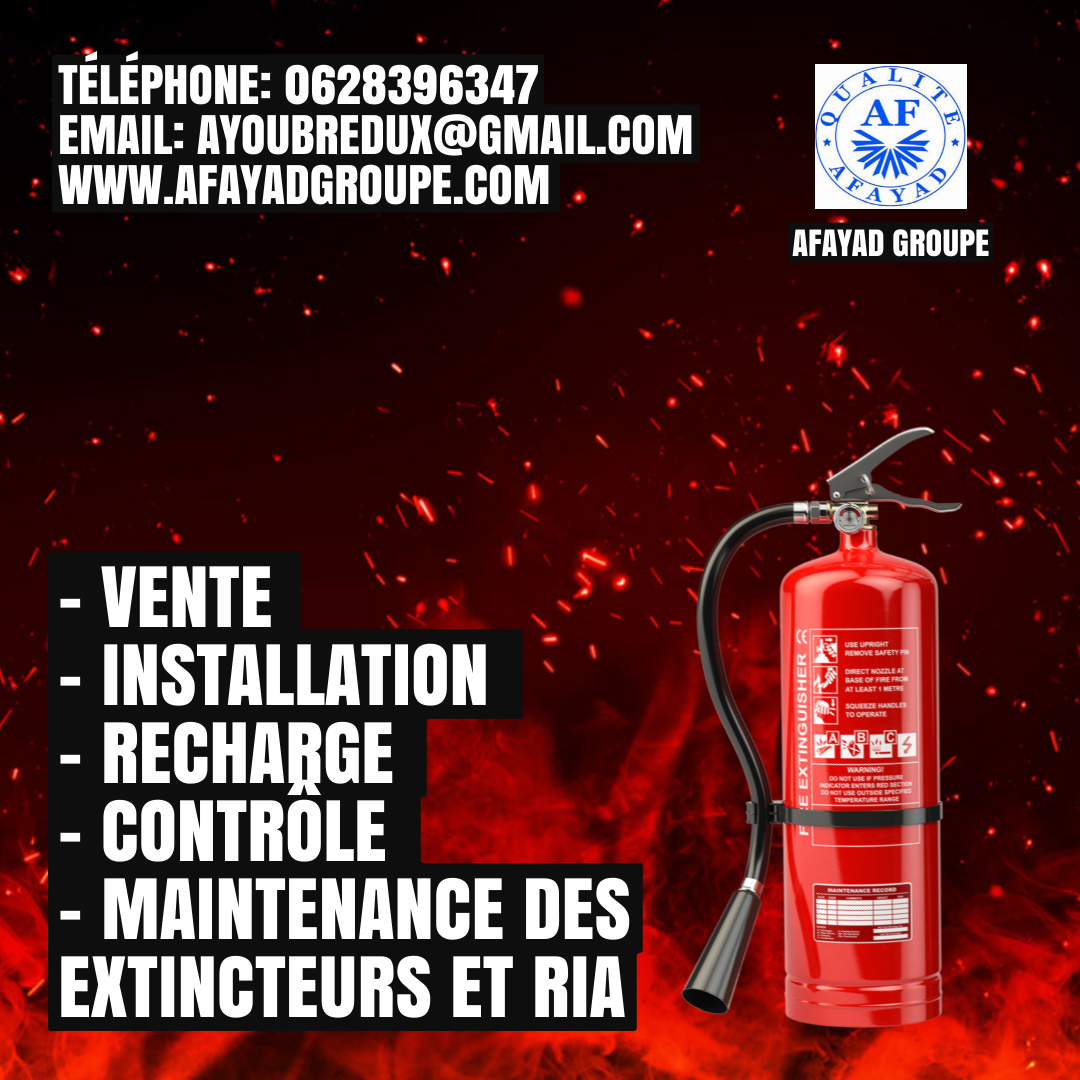 TÉLÉPHONE: 0628396347
EMAIL: AYOUBREDUX@GMAIL.COM
WWW.AFAYADGROUPE.COM
QUALITE
AF
AFAYAD
AFAYAD GROUPE
- VENTE
- INSTALLATION
- RECHARGE
- CONTRÔLE
- MAINTENANCE DES
EXTINCTEURS ET RIA
FIRE EXTINGUISHER CE
USE UPRIGHT
REMOVE SAFETY PIN
DIRECT NOZZLE AT
BASE OF FIRE FROM
AT LEAST 1 METRE
SQUEEZE HANDLES
TO OPERATE
A B C
WARNING!
DO NOT USE IF PRESSURE
INDICATOR ENTERS RED SECTION
DO NOT USE OUTSIDE SPECIFIED
TEMPERATURE RANGE
MAINTENANCE RECORD